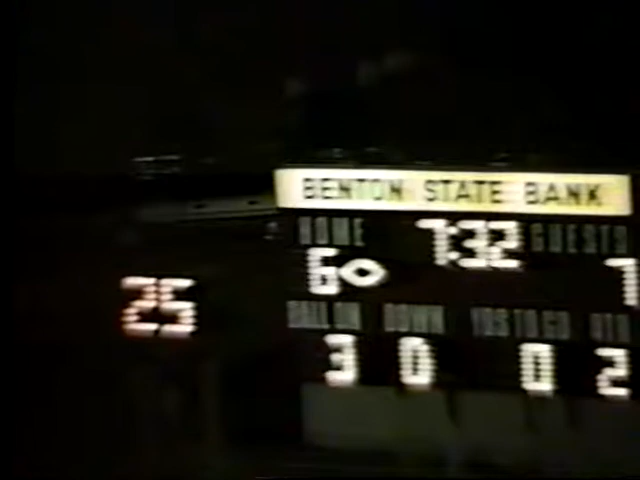 BENTON STATE BANK
HOME 7:32 GUESTS
6 7
25
BALL ON DOWN YDS TO GO QTR
3 0 0 2